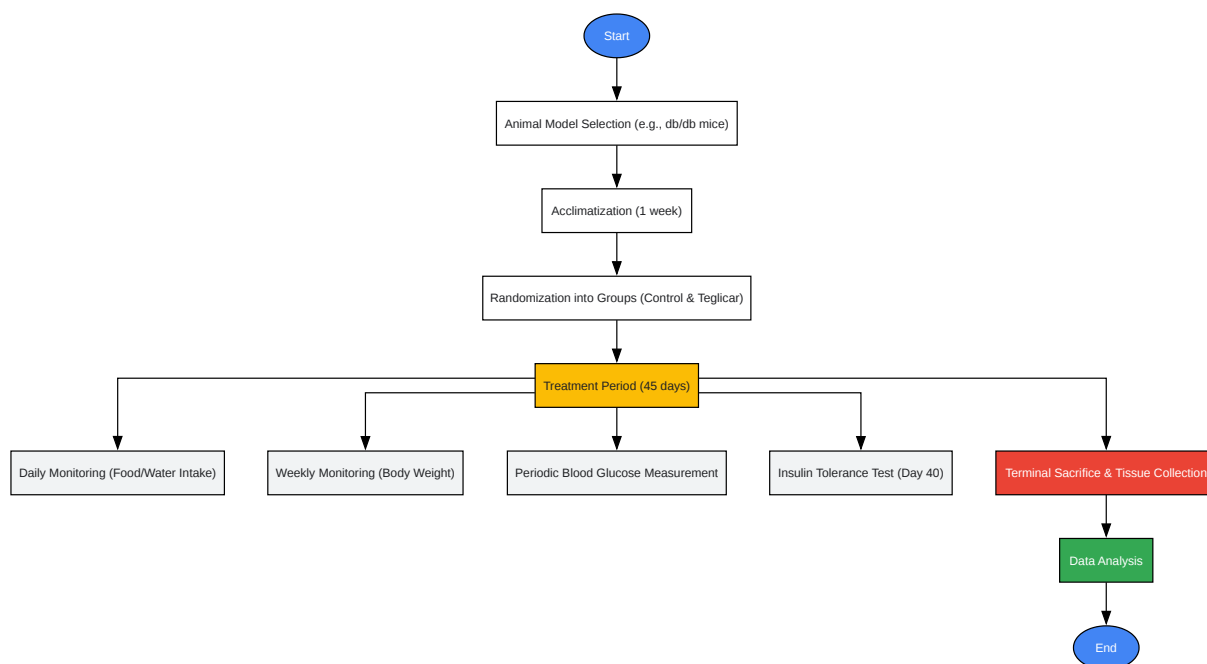 Start
Animal Model Selection (e.g., db/db mice)
Acclimatization (1 week)
Randomization into Groups (Control & Teglicar)
Treatment Period (45 days)
Daily Monitoring (Food/Water Intake)
Weekly Monitoring (Body Weight)
Periodic Blood Glucose Measurement
Insulin Tolerance Test (Day 40)
Terminal Sacrifice & Tissue Collection
Data Analysis
End